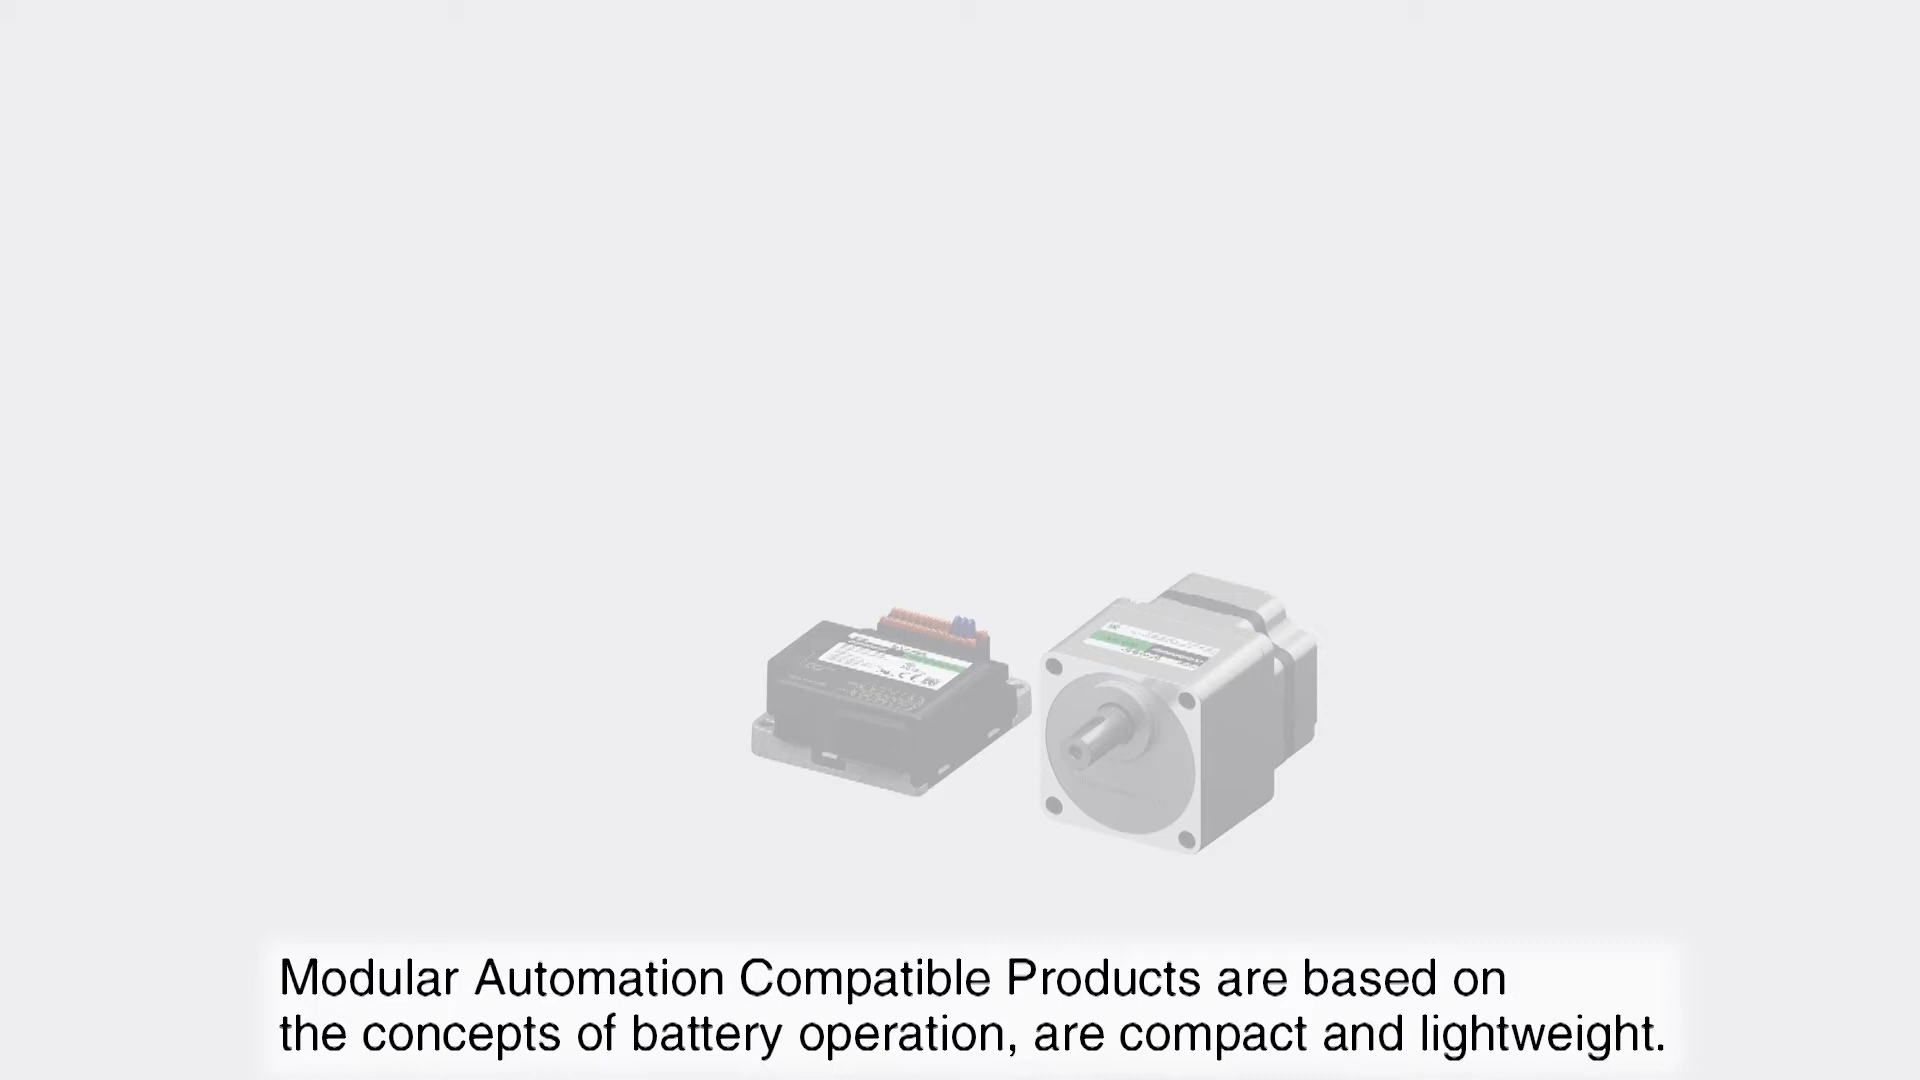 Modular Automation Compatible Products are based on
the concepts of battery operation, are compact and lightweight.